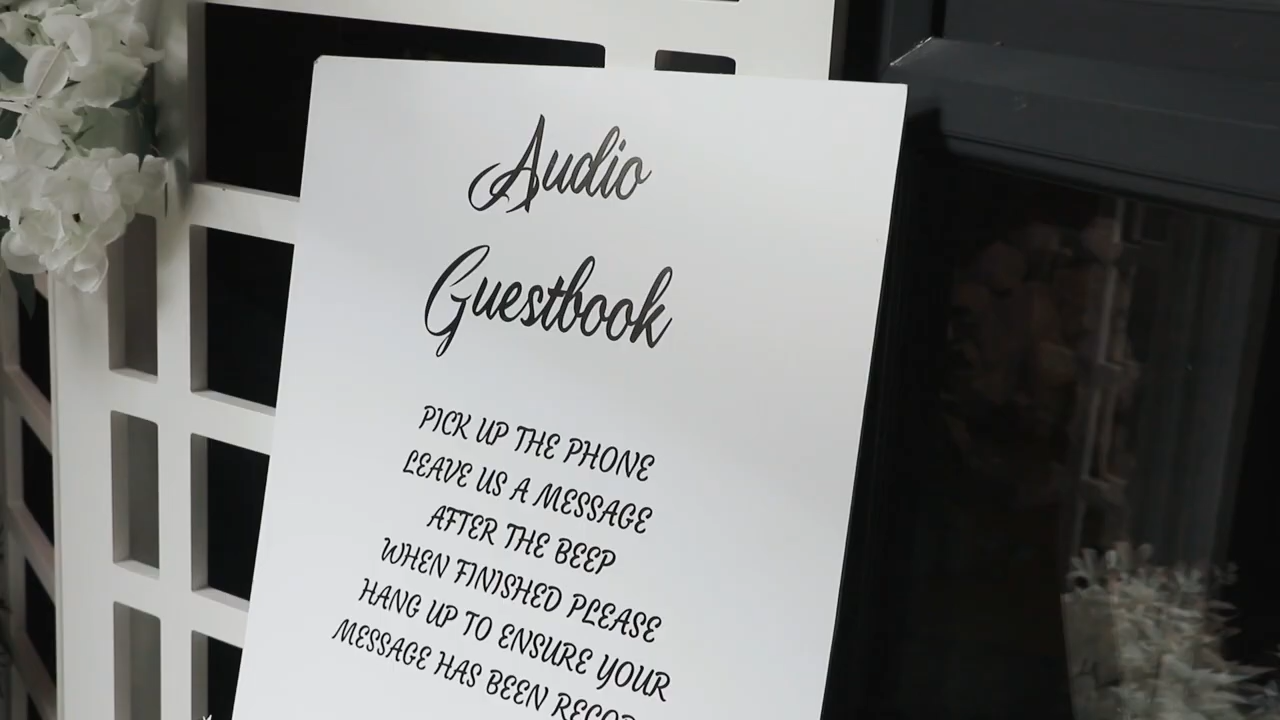 Audio
Guestbook
PICK UP THE PHONE
LEAVE US A MESSAGE
AFTER THE BEEP
WHEN FINISHED PLEASE
HANG UP TO ENSURE YOUR
MESSAGE HAS BEEN